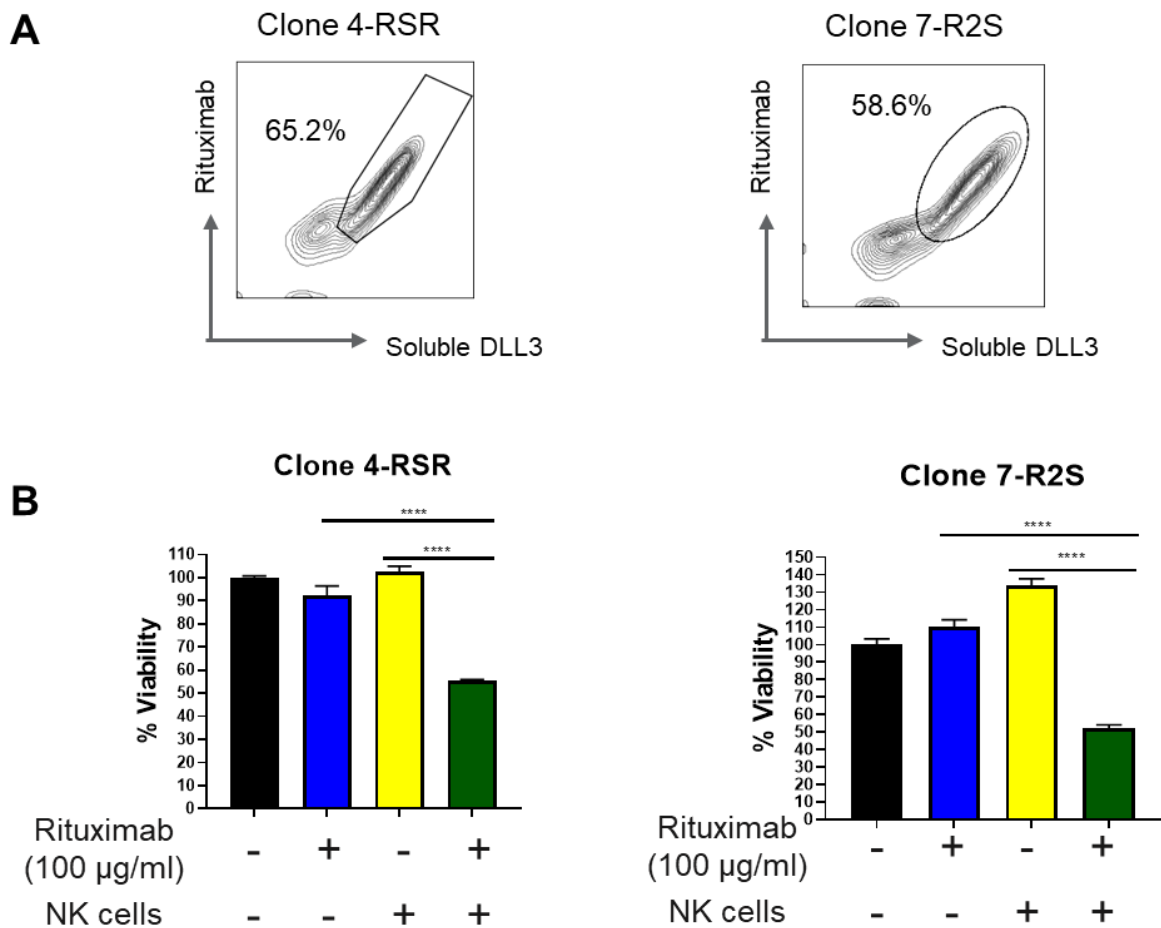 A
Clone 4-RSR
Clone 7-R2S
Rituximab
65.2%
Soluble DLL3
Rituximab
58.6%
Soluble DLL3
B
Clone 4-RSR
****
****
% Viability
110
100
90
80
70
60
50
40
30
20
10
0
Rituximab
(100 µg/ml)
- + - +
NK cells
- - + +
Clone 7-R2S
****
****
% Viability
150
140
130
120
110
100
90
80
70
60
50
40
30
20
10
0
Rituximab
(100 µg/ml)
- + - +
NK cells
- - + +